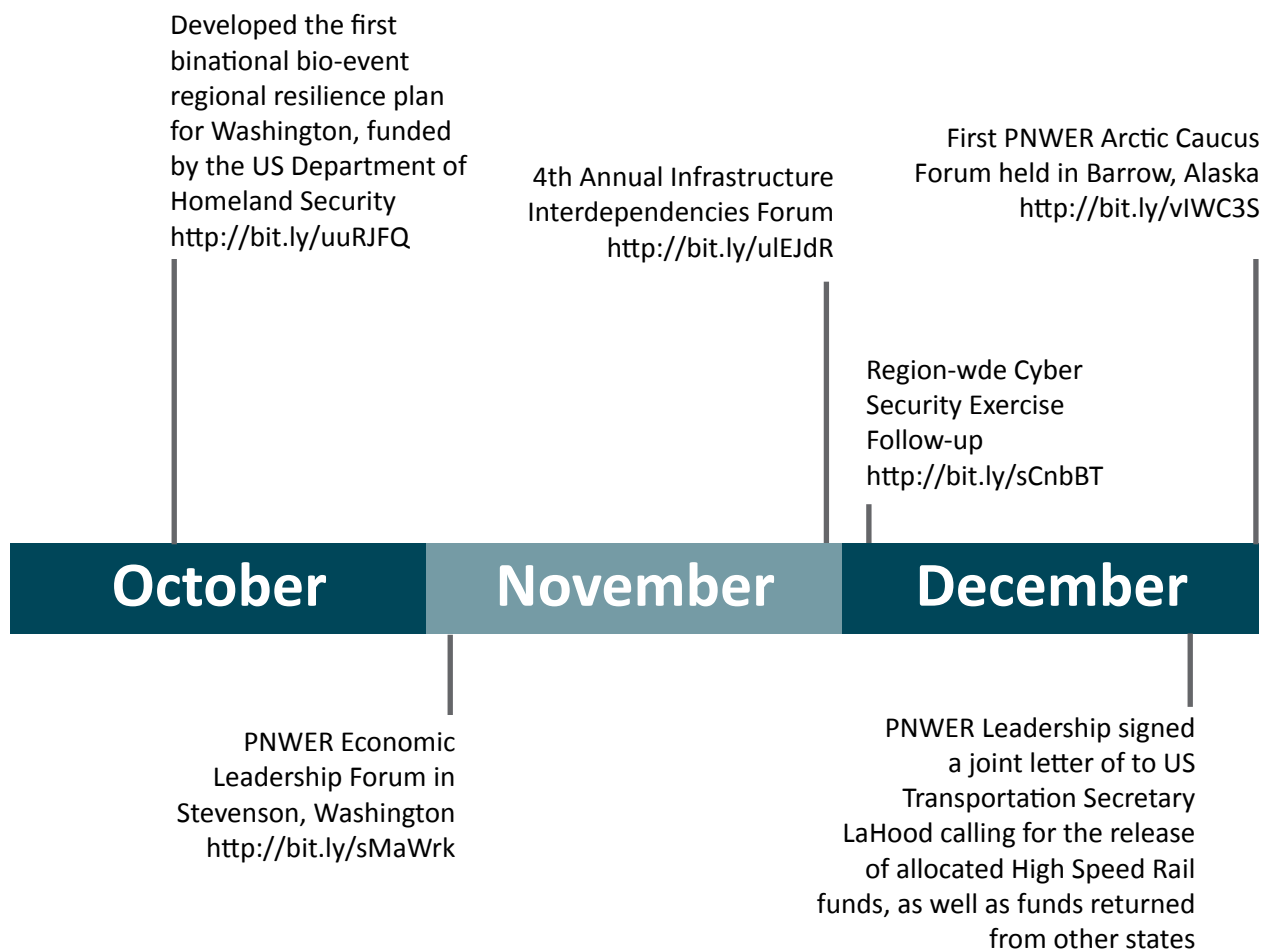 Developed the first
binational bio-event
regional resilience plan
for Washington, funded
by the US Department of
Homeland Security
http://bit.ly/uuRJFQ
4th Annual Infrastructure
Interdependencies Forum
http://bit.ly/ulEJdR
First PNWER Arctic Caucus
Forum held in Barrow, Alaska
http://bit.ly/vIWC3S
Region-wde Cyber
Security Exercise
Follow-up
http://bit.ly/sCnbBT
October
November
December
PNWER Economic
Leadership Forum in
Stevenson, Washington
http://bit.ly/sMaWrk
PNWER Leadership signed
a joint letter of to US
Transportation Secretary
LaHood calling for the release
of allocated High Speed Rail
funds, as well as funds returned
from other states